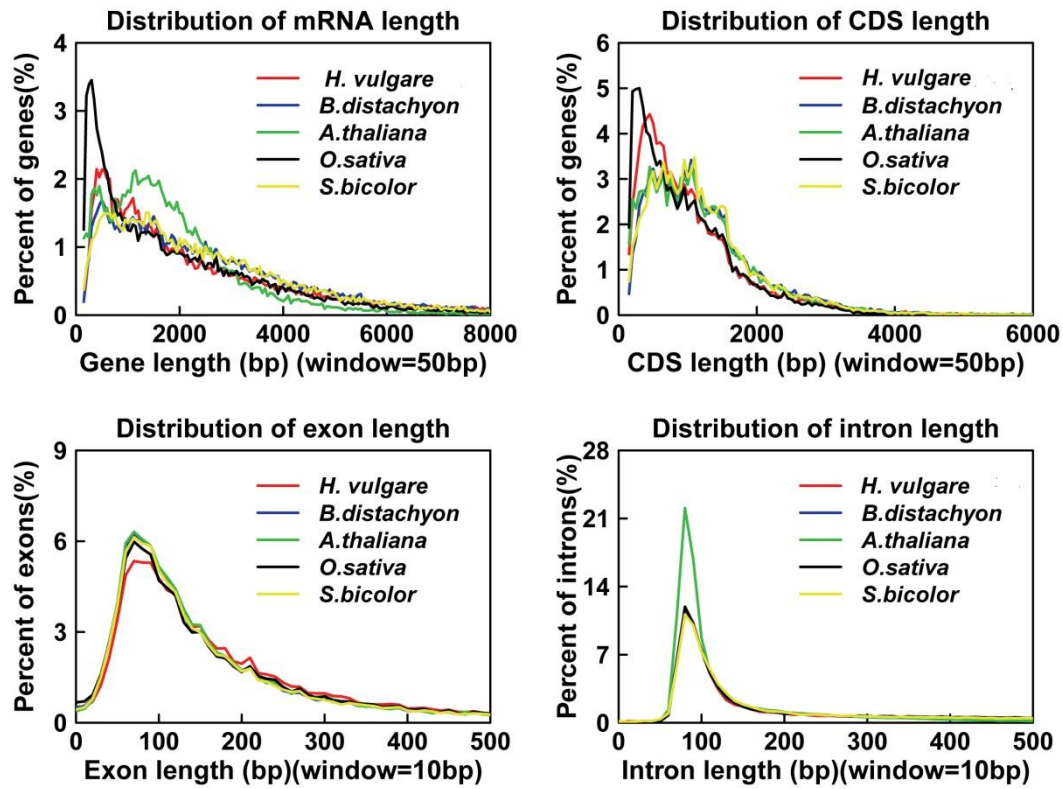 Distribution of mRNA length
Percent of genes(%)
4
3
2
1
0
H. vulgare
B.distachyon
A.thaliana
O.sativa
S.bicolor
0 2000 4000 6000 8000
Gene length (bp) (window=50bp)
Distribution of CDS length
Percent of genes(%)
6
5
4
3
2
1
0
H. vulgare
B.distachyon
A.thaliana
O.sativa
S.bicolor
0 2000 4000 6000
CDS length (bp) (window=50bp)
Distribution of exon length
Percent of exons(%)
9
6
3
0
H. vulgare
B.distachyon
A.thaliana
O.sativa
S.bicolor
0 100 200 300 400 500
Exon length (bp)(window=10bp)
Distribution of intron length
Percent of introns(%)
28
21
14
7
0
H. vulgare
B.distachyon
A.thaliana
O.sativa
S.bicolor
0 100 200 300 400 500
Intron length (bp)(window=10bp)